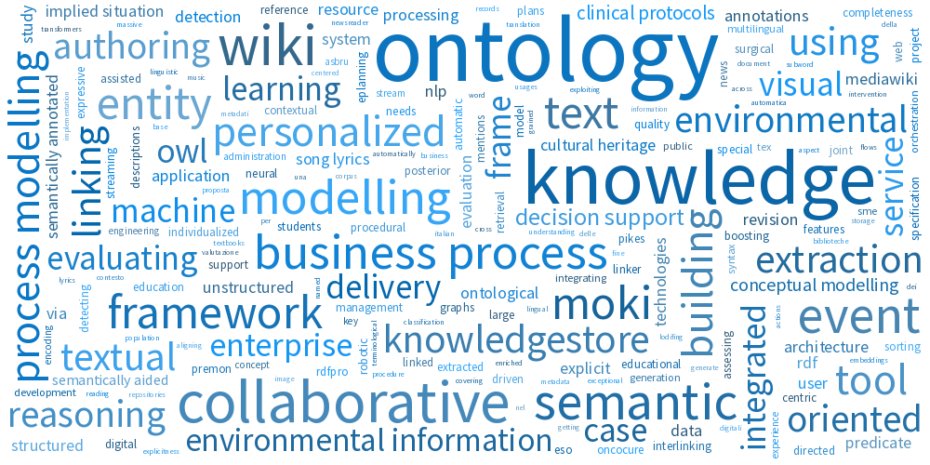 implied situation
detection
reference
resource
newsreader
processing
records
plans
translation
clinical protocols
annotations
multilingual
completeness
della
transformers
massive
study
authoring
wiki
system
ontology
surgical
using
web
project
asbru
eplanning
centered
usages
exploiting
news
document
across
subword
visual
mediawiki
automatica
intervention
expressive
assisted
linguistic
music
learning
nlp
stream
word
process modelling
semantically annotated
implementation
entity
metadati
contextual
needs
automatic
mentions
frame
model
grained
text
information
quality
environmental
orchestration
linking
streaming
descriptions
base
owl
personalized
cultural heritage
public
special
tex
aspect
joint
flows
service
specification
administration
song lyrics
automatically
business
application
neural
una
corpus
posterior
evaluation
retrieval
knowledge
proposta
machine
modelling
decision support
revision
sme
storage
engineering
individualized
per
students
procedural
italian
cross
understanding
delle
pikes
boosting
features
biblioteche
textbooks
valutazione
evaluating
support
business process
fine
linker
technologies
building
syntax
extraction
lyrics
contesto
education
unstructured
delivery
ontological
integrating
moki
conceptual modelling
dei
via
encoding
detecting
framework
named
management
graphs
large
key
classification
lingual
event
population
aligning
textual
enterprise
robotic
terminological
knowledgestore
lodifing
assessing
integrated
actions
architecture
sorting
semantically aided
premon
concept
rdfpro
linked
extracted
enriched
explicit
educational
generate
rdf
embeddings
development
reading
repositories
image
procedure
covering
driven
metadata
exceptional
generation
user
tool
centric
reasoning
collaborative
nel
semantic
oriented
structured
digital
explicitness
environmental information
eso
getting
oncocure
case
data
interlinking
digitali
experience
directed
predicate